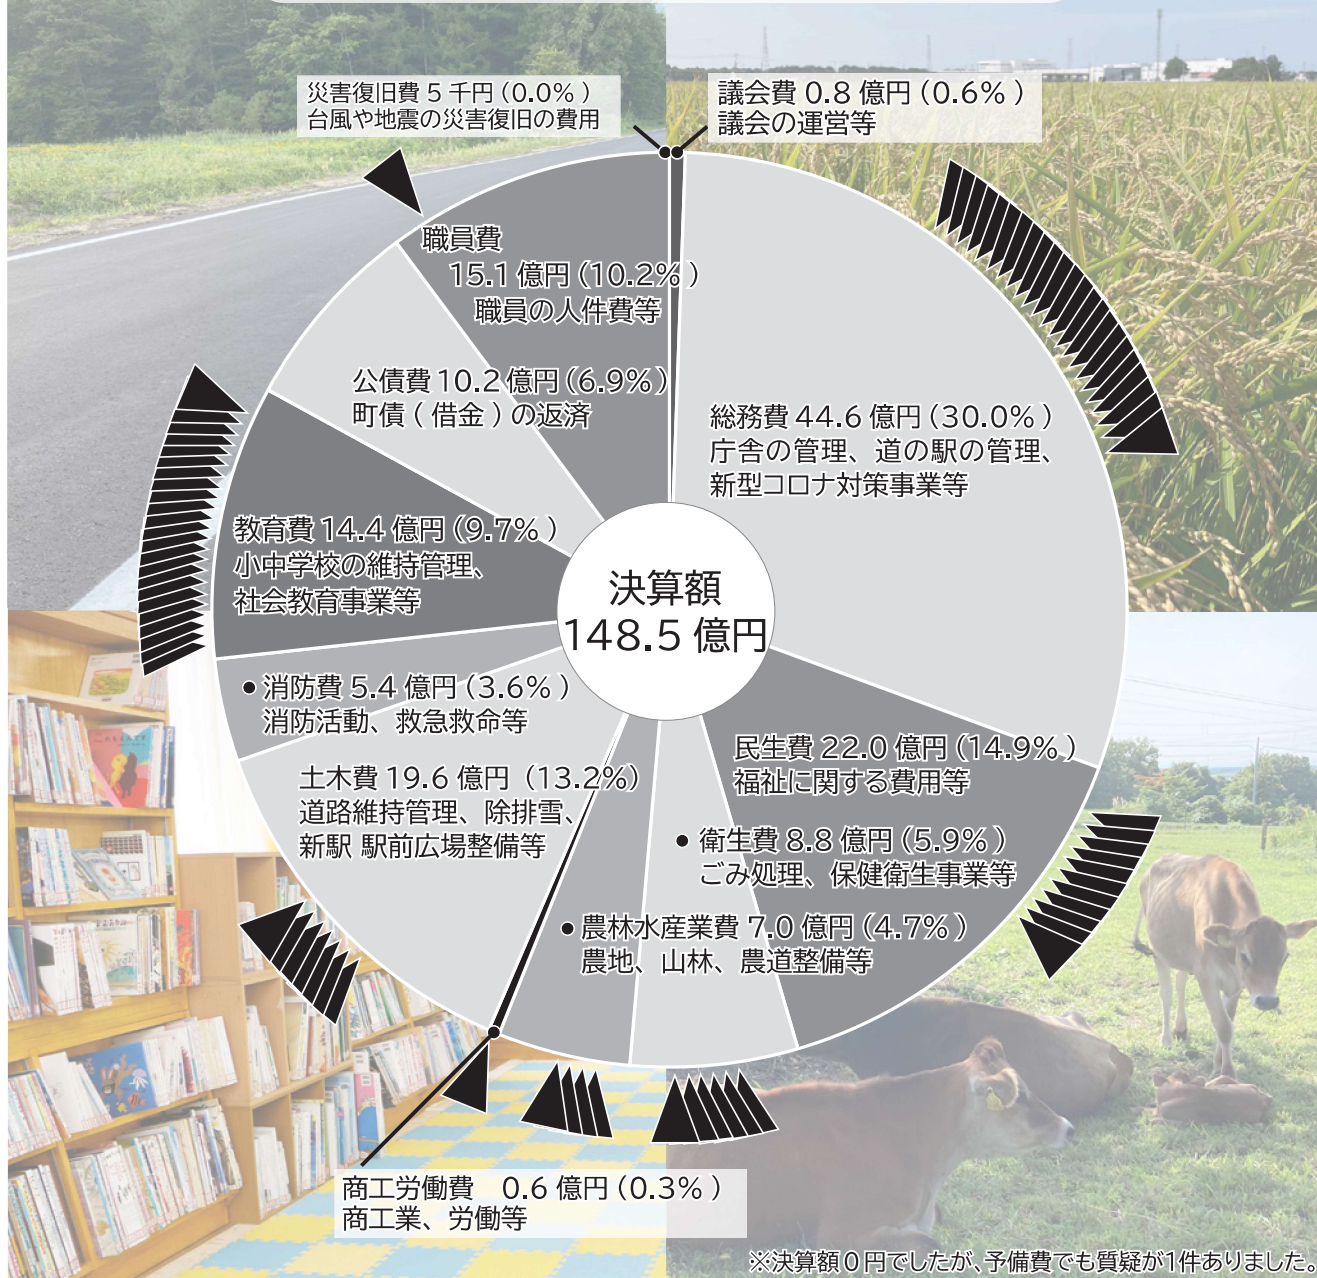 災害復旧費 5 千円 (0.0% )
台風や地震の災害復旧の費用
議会費 0.8 億円 (0.6% )
議会の運営等
職員費
15.1 億円 (10.2% )
職員の人件費等
公債費 10.2 億円 (6.9% )
町債 ( 借金 ) の返済
総務費 44.6 億円 (30.0% )
庁舎の管理、道の駅の管理、
新型コロナ対策事業等
教育費 14.4 億円 (9.7% )
小中学校の維持管理、
社会教育事業等
決算額
148.5 億円
消防費 5.4 億円 (3.6% )
消防活動、救急救命等
民生費 22.0 億円 (14.9% )
福祉に関する費用等
土木費 19.6 億円 (13.2%)
道路維持管理、除排雪、
新駅 駅前広場整備等
衛生費 8.8 億円 (5.9% )
ごみ処理、保健衛生事業等
農林水産業費 7.0 億円 (4.7% )
農地、山林、農道整備等
商工労働費　0.6 億円 (0.3% )
商工業、労働等
※決算額０円でしたが、予備費でも質疑が1件ありました。